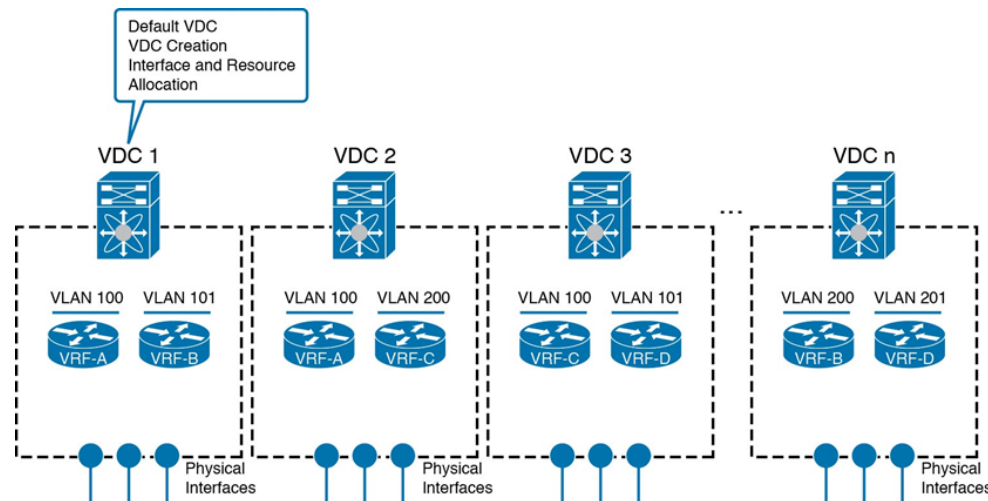 Default VDC
VDC Creation
Interface and Resource
Allocation
VDC 1
VDC 2
VDC 3
...
VDC n
VLAN 100
VLAN 101
VLAN 100
VLAN 200
VLAN 100
VLAN 101
VLAN 200
VLAN 201
VRF-A
VRF-B
VRF-A
VRF-C
VRF-C
VRF-D
VRF-B
VRF-D
Physical
Interfaces
Physical
Interfaces
Physical
Interfaces